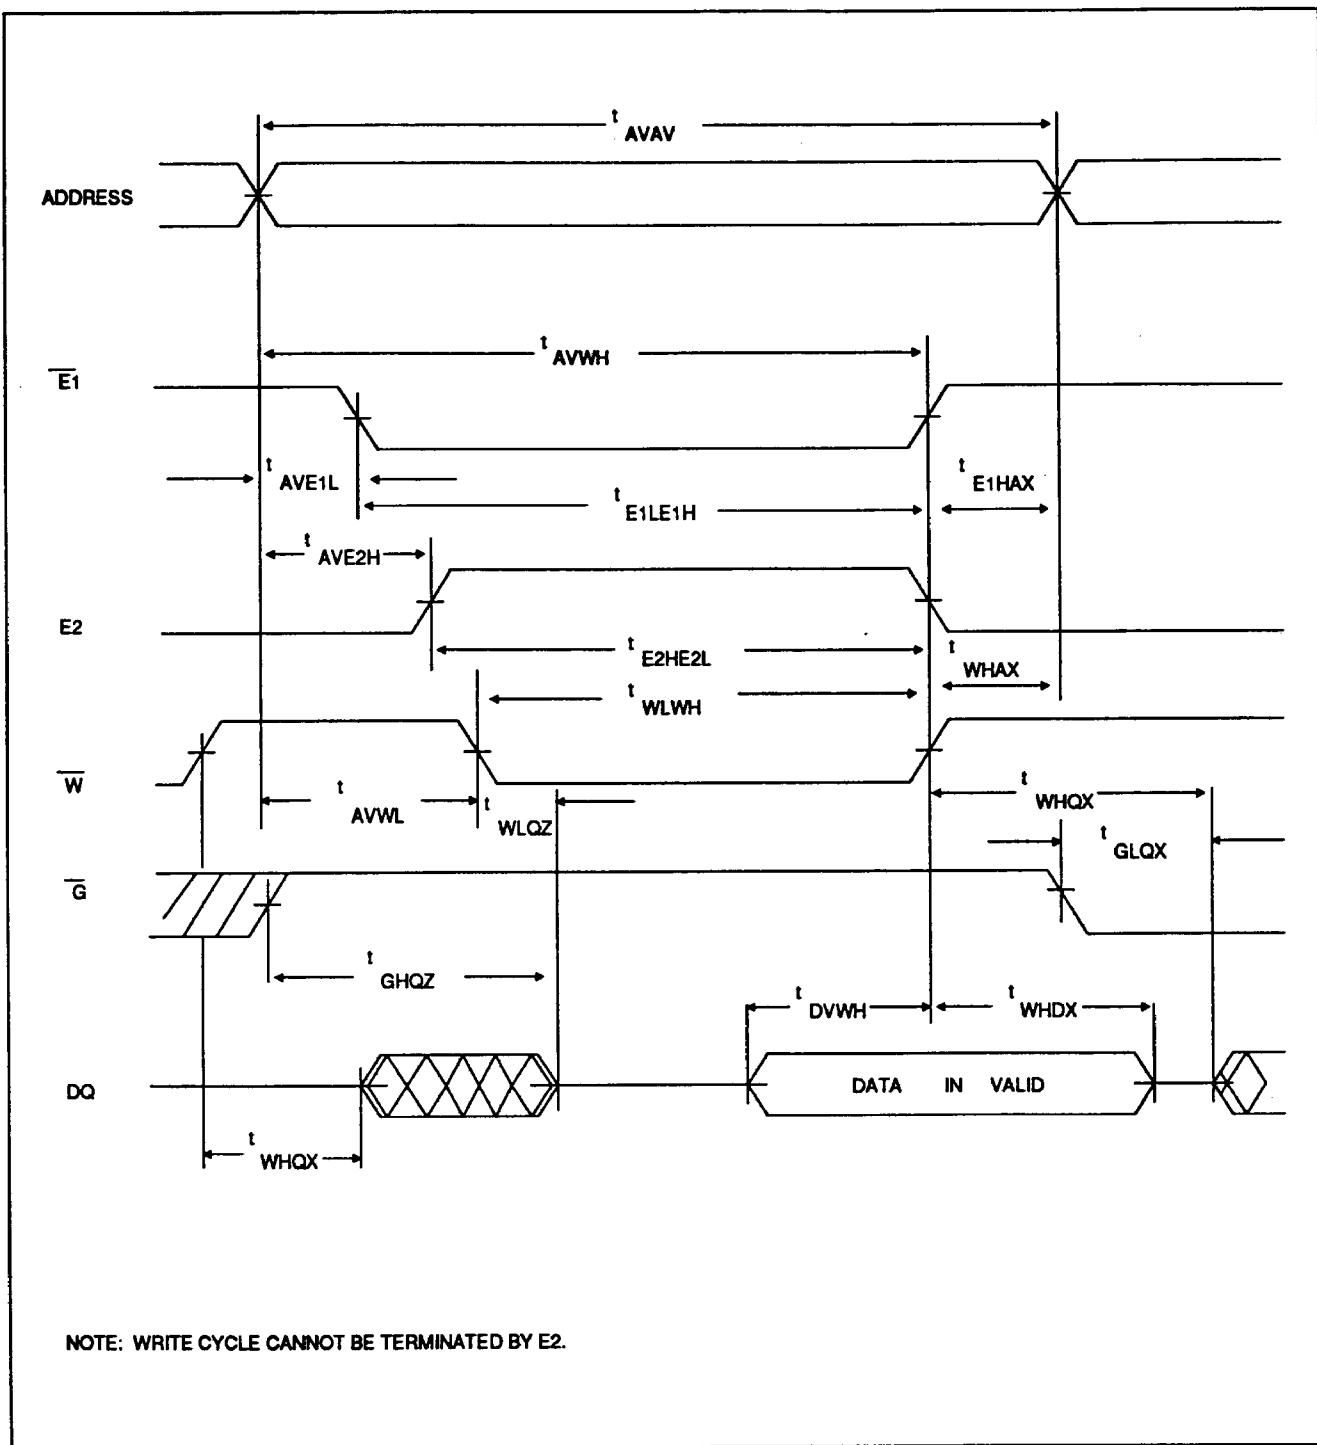 t AVAV
ADDRESS
t AVWH
E1
t AVE1L
t E1HAX
t E1LE1H
t AVE2H
E2
t E2HE2L
t WHAX
t WLWH
W
t AVWL
t WLQZ
t WHQX
t GLQX
G
t GHQZ
t DVWH
t WHDX
DQ
DATA IN VALID
t WHQX
NOTE: WRITE CYCLE CANNOT BE TERMINATED BY E2.